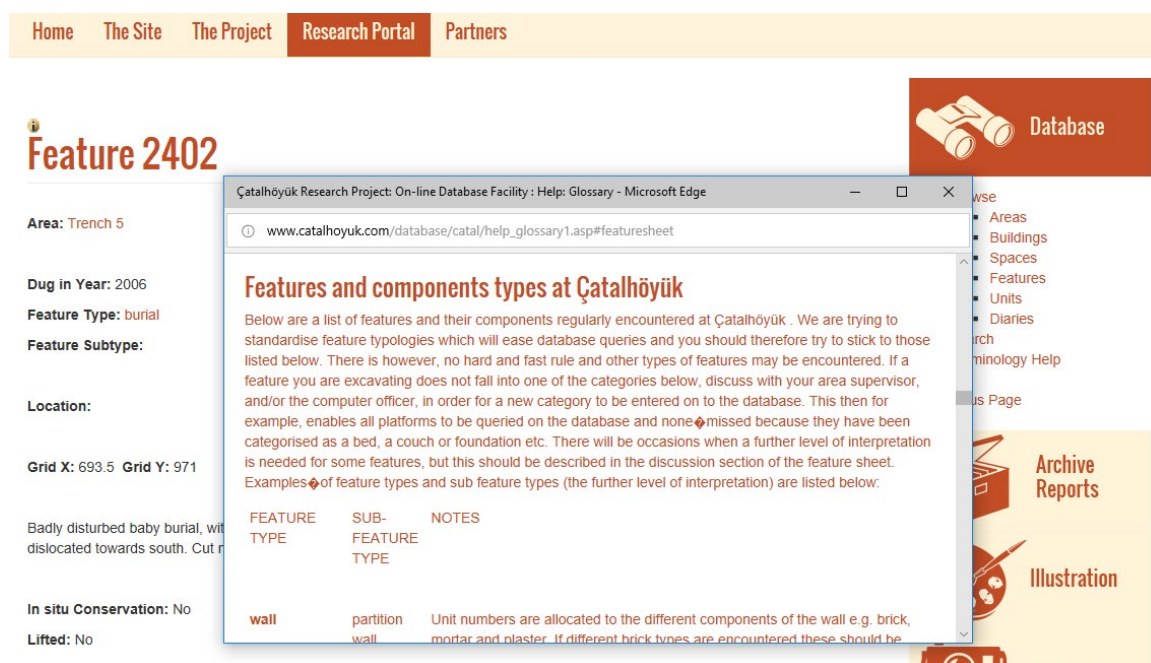 Home The Site The Project Research Portal Partners
Feature 2402
Area: Trench 5
Dug in Year: 2006
Feature Type: burial
Feature Subtype:
Location:
Grid X: 693.5 Grid Y: 971
Badly disturbed baby burial,
dislocated towards south. Cut
In situ Conservation: No
Lifted: No
Çatalhöyük Research Project: On-line Database Facility : Help: Glossary - Microsoft Edge
www.catalhoyuk.com/database/catal/help_glossary1.asp#featuresheet
Features and components types at Çatalhöyük
Below are a list of features and their components regularly encountered at Çatalhöyük . We are trying to
standardise feature typologies which will ease database queries and you should therefore try to stick to those
listed below. There is however, no hard and fast rule and other types of features may be encountered. If a
feature you are excavating does not fall into one of the categories below, discuss with your area supervisor,
and/or the computer officer, in order for a new category to be entered on to the database. This then for
example, enables all platforms to be queried on the database and none�missed because they have been
categorised as a bed, a couch or foundation etc. There will be occasions when a further level of interpretation
is needed for some features, but this should be described in the discussion section of the feature sheet.
Examples�of feature types and sub feature types (the further level of interpretation) are listed below:
FEATURE SUB- NOTES
TYPE FEATURE
TYPE
wall partition Unit numbers are allocated to the different components of the wall e.g. brick,
wall mortar and plaster. If different brick types are encountered these should be
Database
Areas
Buildings
Spaces
Features
Units
Diaries
Help
Page
Archive
Reports
Illustration